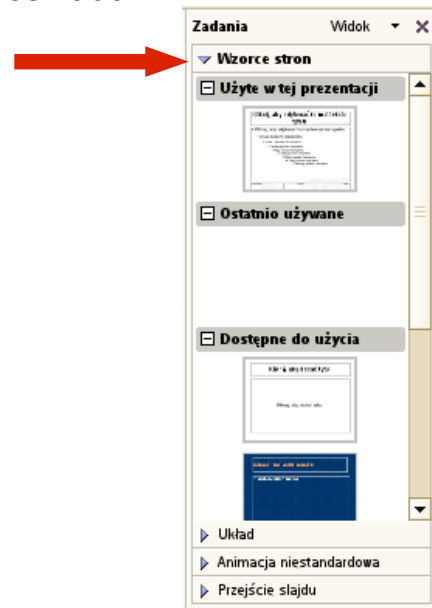 Zadania Widok
Wzorce stron
Użyte w tej prezentacji
Ostatnio używane
Dostępne do użycia
Układ
Animacja niestandardowa
Przejście slajdu